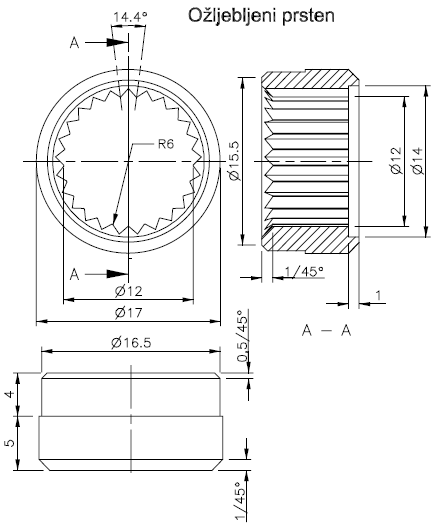 14.4°
Ožljebljeni prsten
A
R6
A
Ø12
Ø17
Ø15.5
Ø12
Ø14
1/45°
1
A – A
Ø16.5
0.5/45°
4
5
1/45°